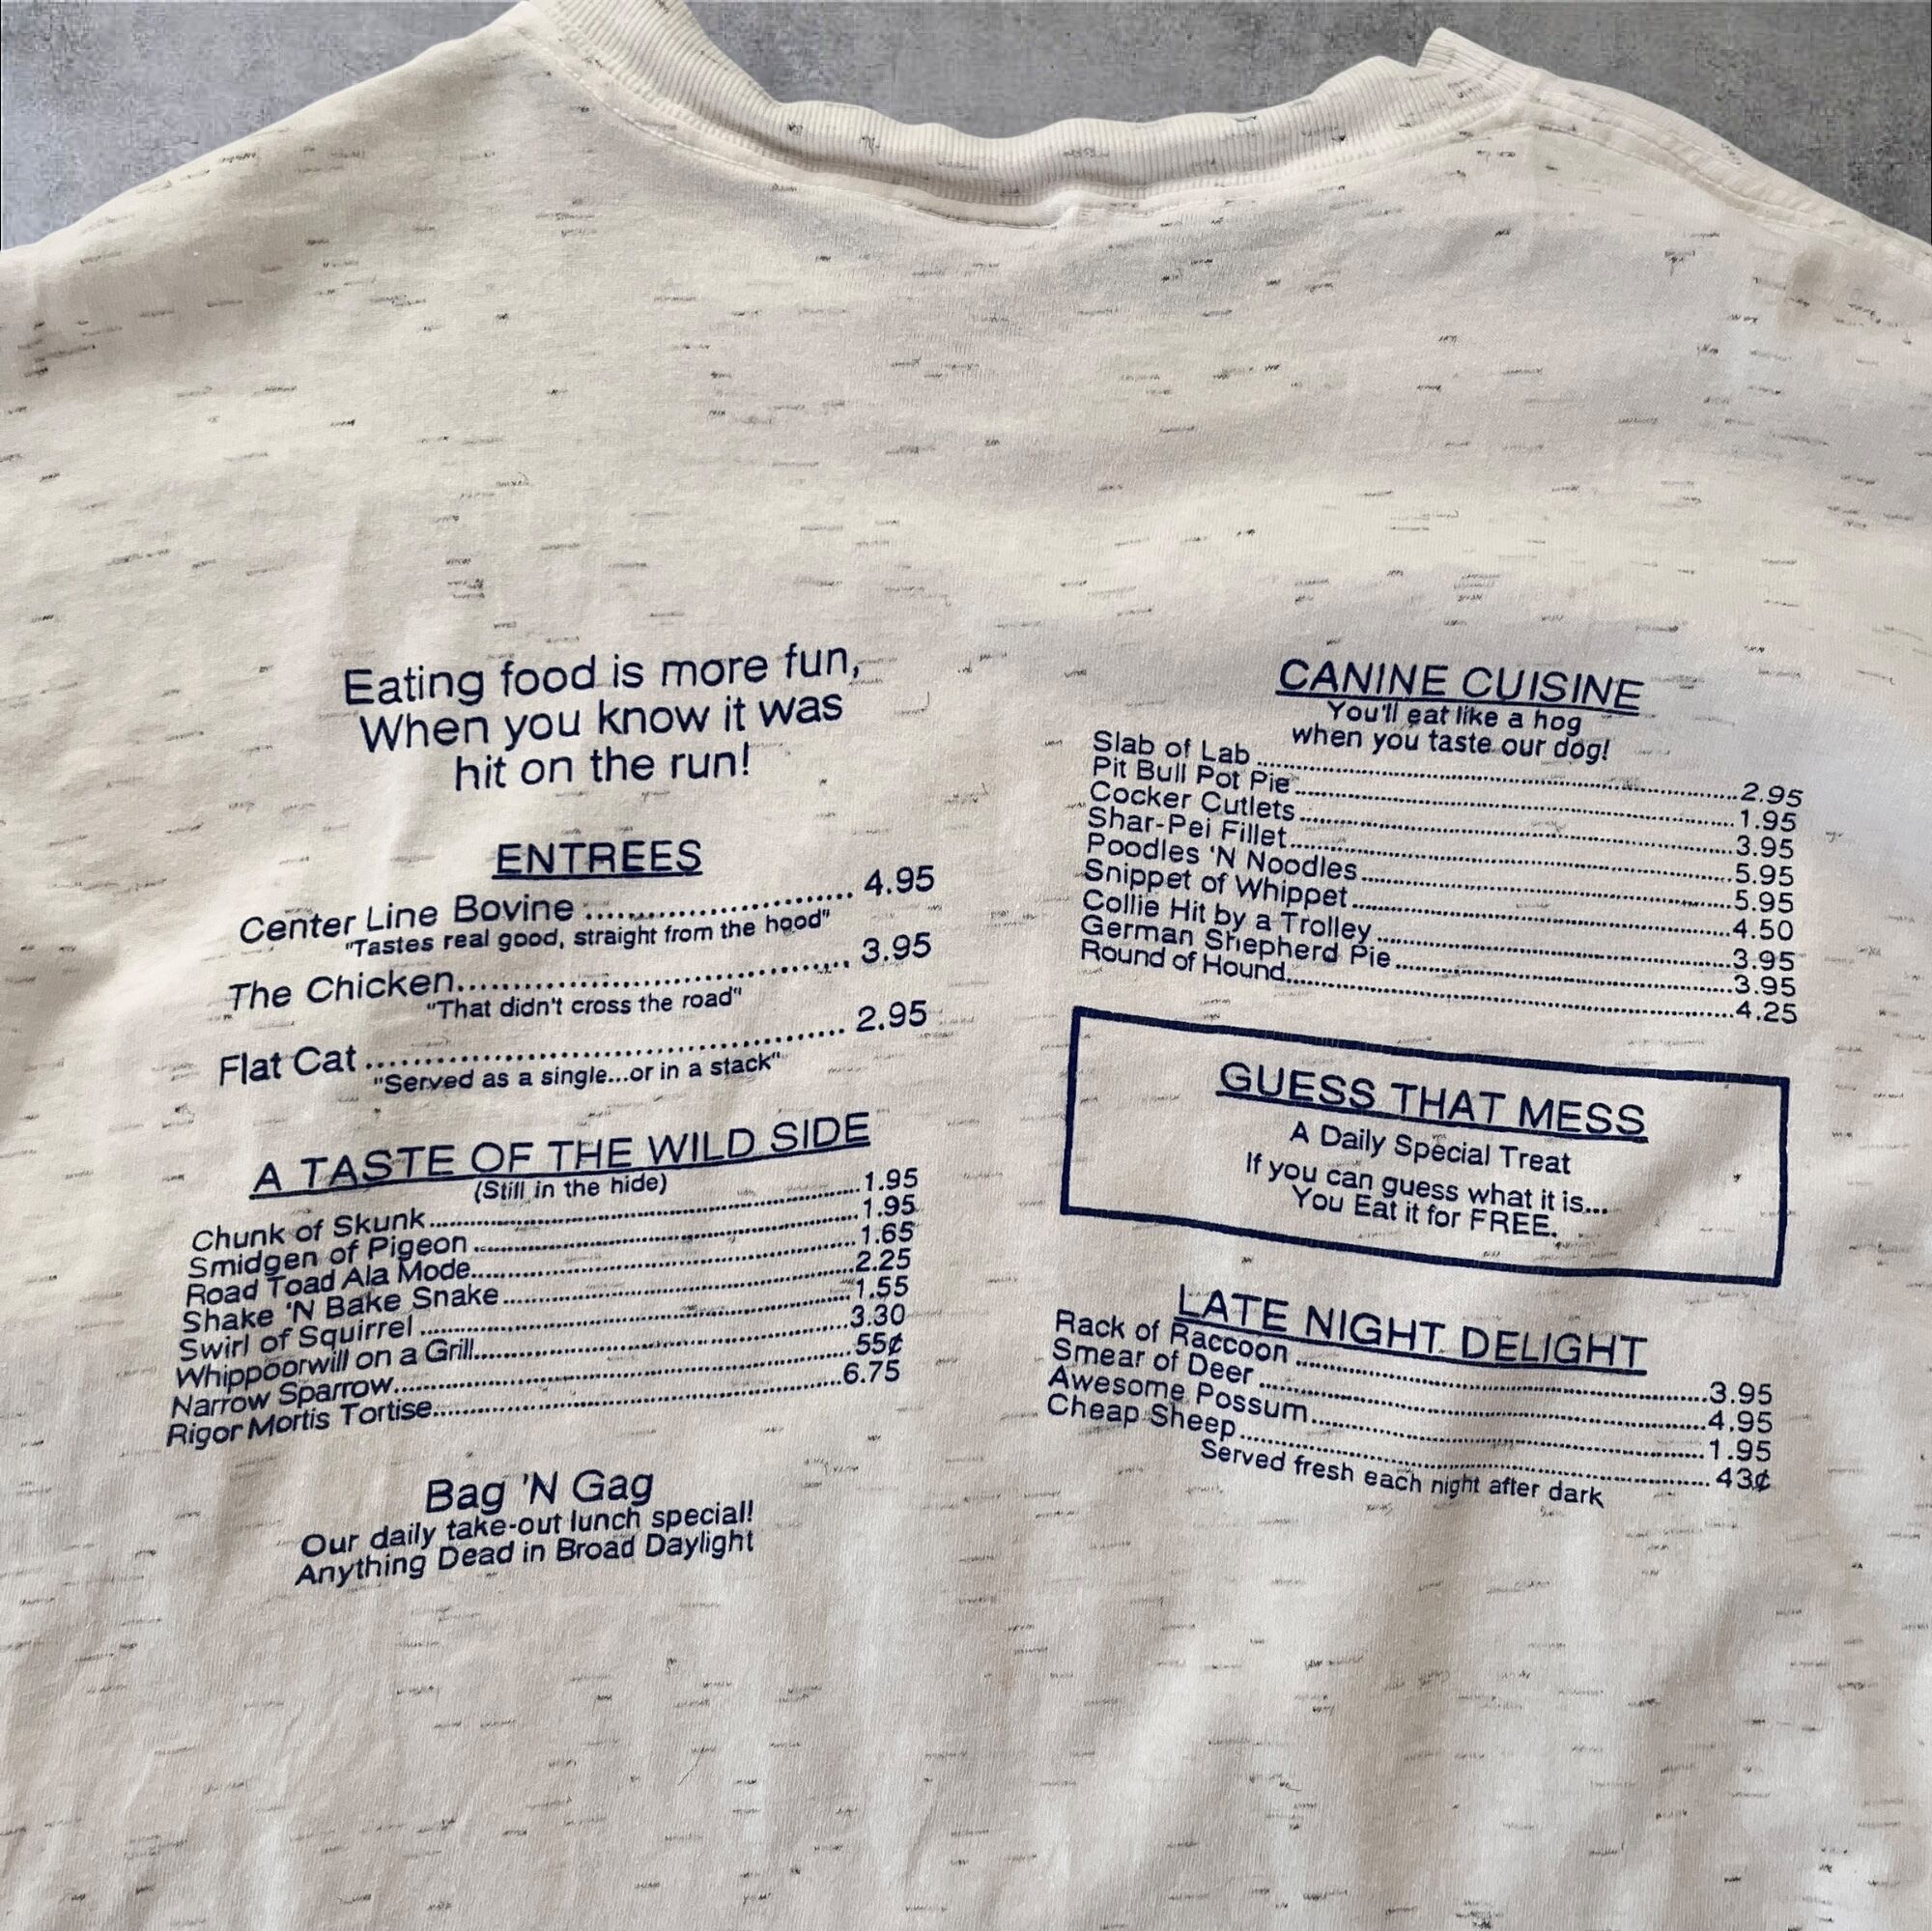 Eating food is more fun,
When you know it was
hit on the run!
ENTREES
Center Line Bovine .......................... 4.95
"Tastes real good, straight from the hood"
The Chicken....................................... 3.95
"That didn't cross the road"
Flat Cat ............................................... 2.95
"Served as a single...or in a stack"
A TASTE OF THE WILD SIDE
(Still in the hide)
Chunk of Skunk..........................................................1.95
Smidgen of Pigeon ....................................................1.95
Road Toad Ala Mode..................................................1.65
Shake 'N Bake Snake................................................2.25
Swirl of Squirrel ..........................................................1.55
Whippoorwill on a Grill................................................3.30
Narrow Sparrow..........................................................55¢
Rigor Mortis Tortise.....................................................6.75
Bag 'N Gag
Our daily take-out lunch special!
Anything Dead in Broad Daylight
CANINE CUISINE
You'll eat like a hog
when you taste our dog!
Slab of Lab ................................................................2.95
Pit Bull Pot Pie............................................................1.95
Cocker Cutlets............................................................3.95
Shar-Pei Fillet.............................................................5.95
Poodles 'N Noodles....................................................5.95
Snippet of Whippet.....................................................4.50
Collie Hit by a Trolley .................................................3.95
German Shepherd Pie................................................3.95
Round of Hound..........................................................4.25
GUESS THAT MESS
A Daily Special Treat
If you can guess what it is...
You Eat it for FREE.
LATE NIGHT DELIGHT
Rack of Raccoon ........................................................3.95
Smear of Deer ............................................................4.95
Awesome Possum......................................................1.95
Cheap Sheep..............................................................43¢
Served fresh each night after dark